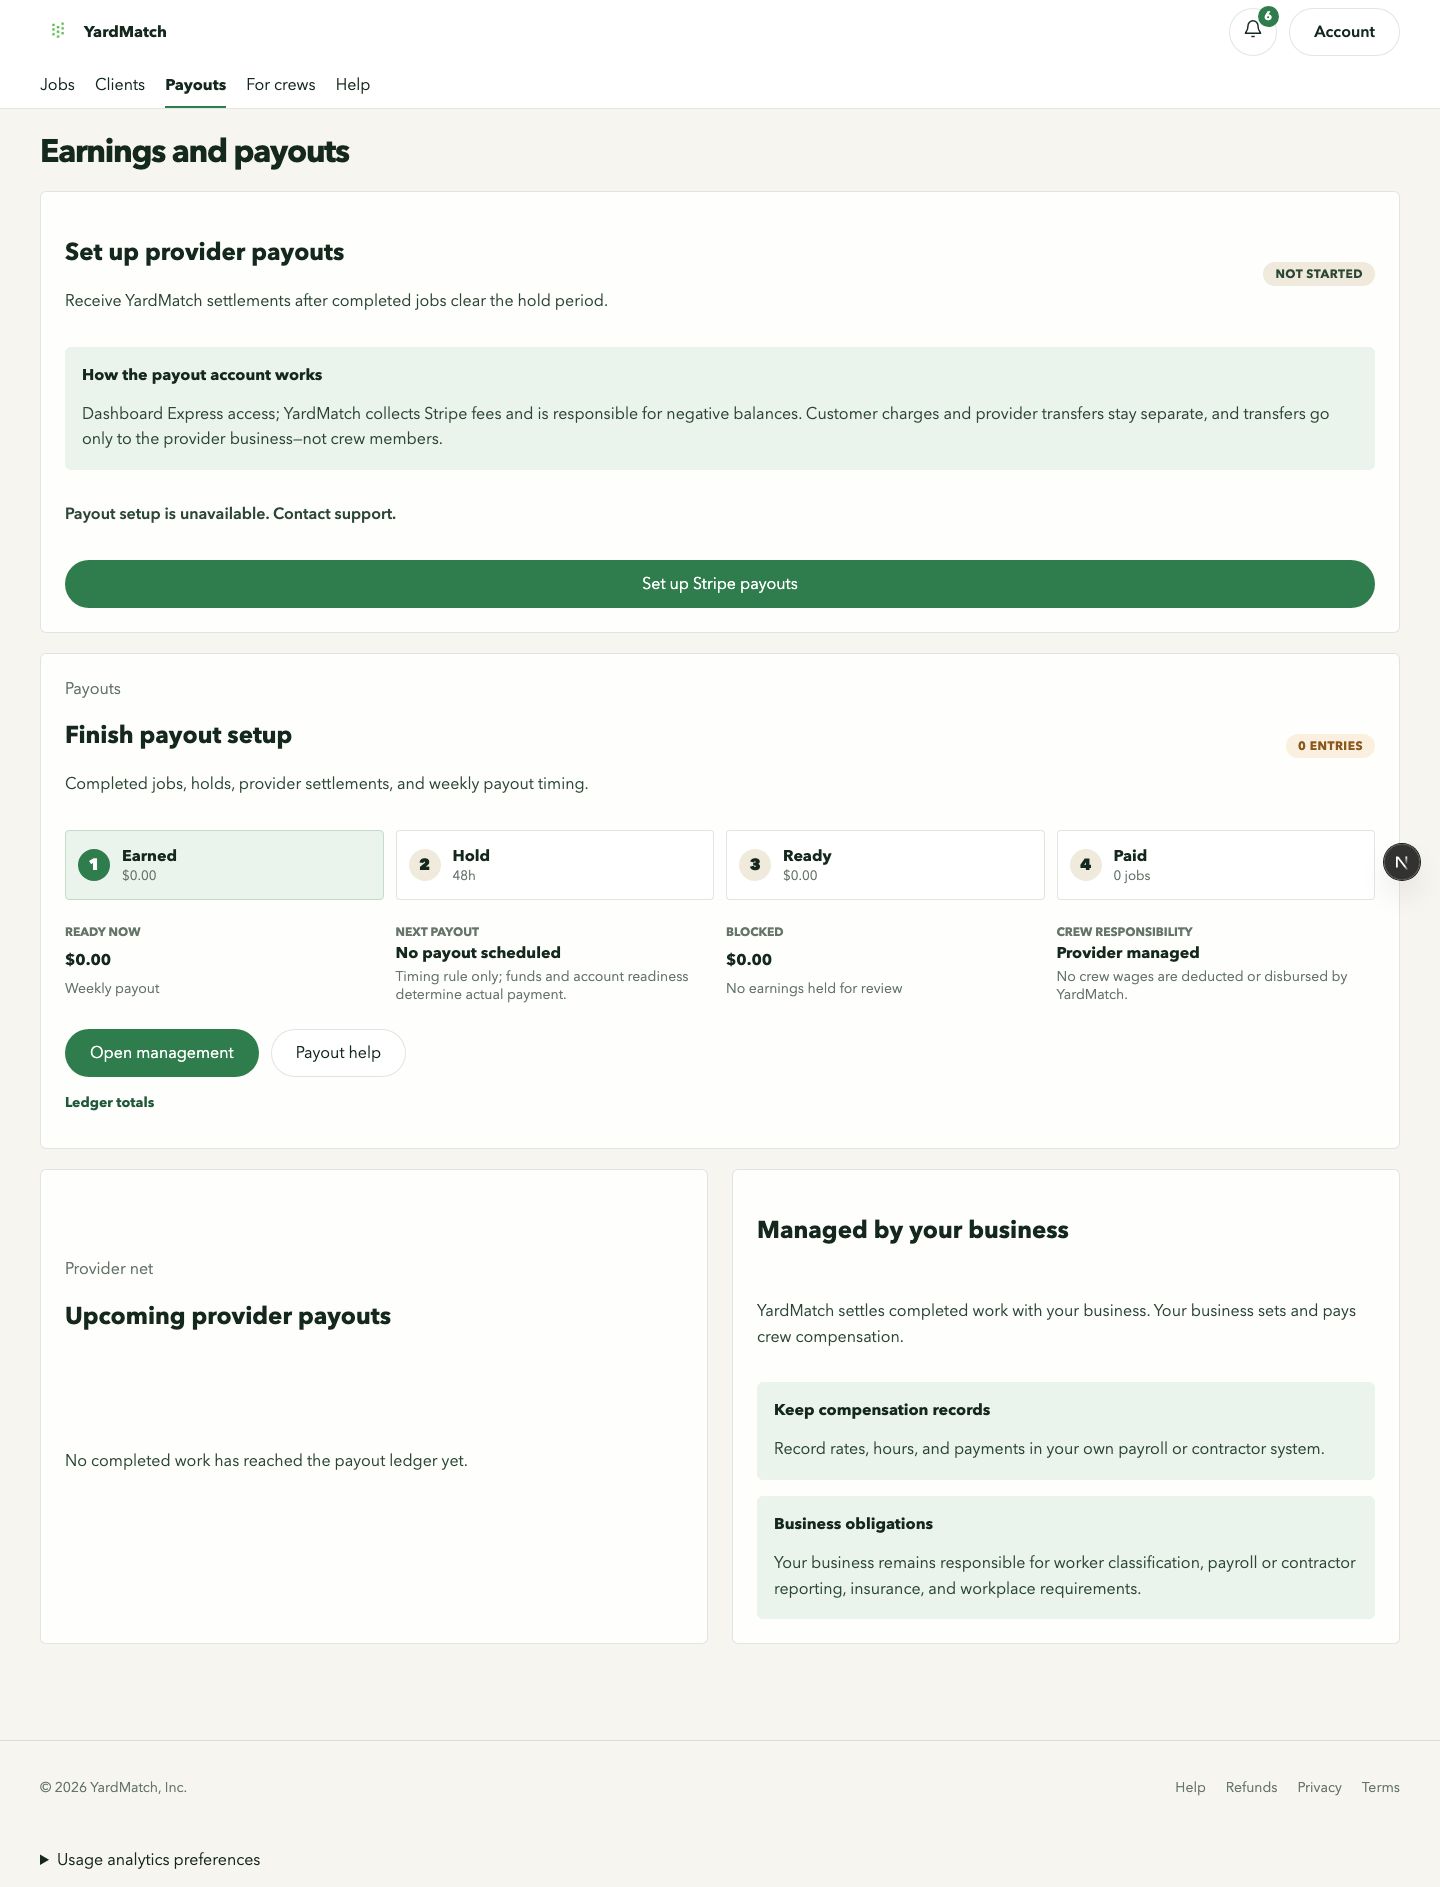 YardMatch
6
Account
Jobs
Clients
Payouts
For crews
Help
Earnings and payouts
Set up provider payouts
NOT STARTED
Receive YardMatch settlements after completed jobs clear the hold period.
How the payout account works
Dashboard Express access; YardMatch collects Stripe fees and is responsible for negative balances. Customer charges and provider transfers stay separate, and transfers go
only to the provider business—not crew members.
Payout setup is unavailable. Contact support.
Set up Stripe payouts
Payouts
Finish payout setup
0 ENTRIES
Completed jobs, holds, provider settlements, and weekly payout timing.
1
Earned
$0.00
2
Hold
48h
3
Ready
$0.00
4
Paid
0 jobs
N
READY NOW
$0.00
Weekly payout
NEXT PAYOUT
No payout scheduled
Timing rule only; funds and account readiness
determine actual payment.
BLOCKED
$0.00
No earnings held for review
CREW RESPONSIBILITY
Provider managed
No crew wages are deducted or disbursed by
YardMatch.
Open management
Payout help
Ledger totals
Provider net
Upcoming provider payouts
No completed work has reached the payout ledger yet.
Managed by your business
YardMatch settles completed work with your business. Your business sets and pays
crew compensation.
Keep compensation records
Record rates, hours, and payments in your own payroll or contractor system.
Business obligations
Your business remains responsible for worker classification, payroll or contractor
reporting, insurance, and workplace requirements.
© 2026 YardMatch, Inc.
Help
Refunds
Privacy
Terms
Usage analytics preferences